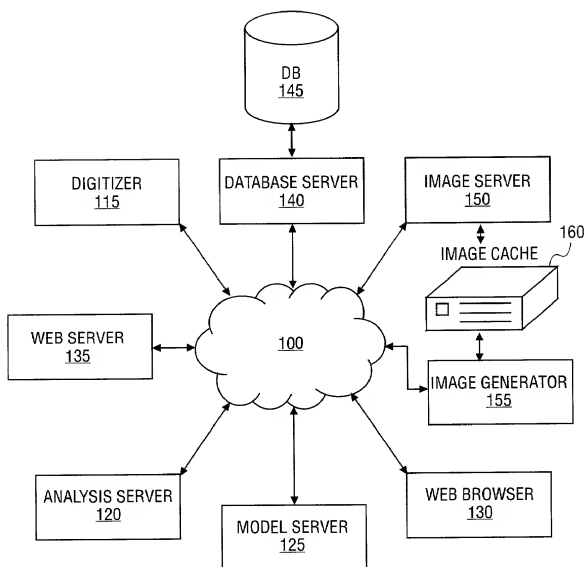 DB
145
DIGITIZER
115
DATABASE SERVER
140
IMAGE SERVER
150
IMAGE CACHE
160
WEB SERVER
135
100
IMAGE GENERATOR
155
ANALYSIS SERVER
120
MODEL SERVER
125
WEB BROWSER
130